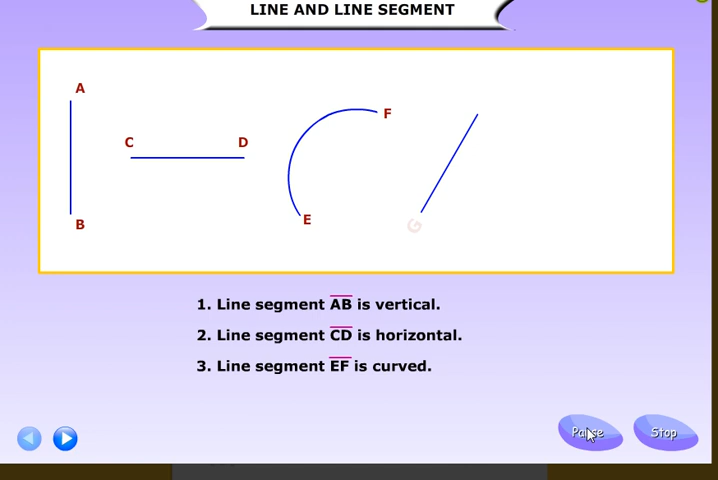 LINE AND LINE SEGMENT
A
C
D
F
B
E
G
1. Line segment AB is vertical.
2. Line segment CD is horizontal.
3. Line segment EF is curved.
Pause
Stop